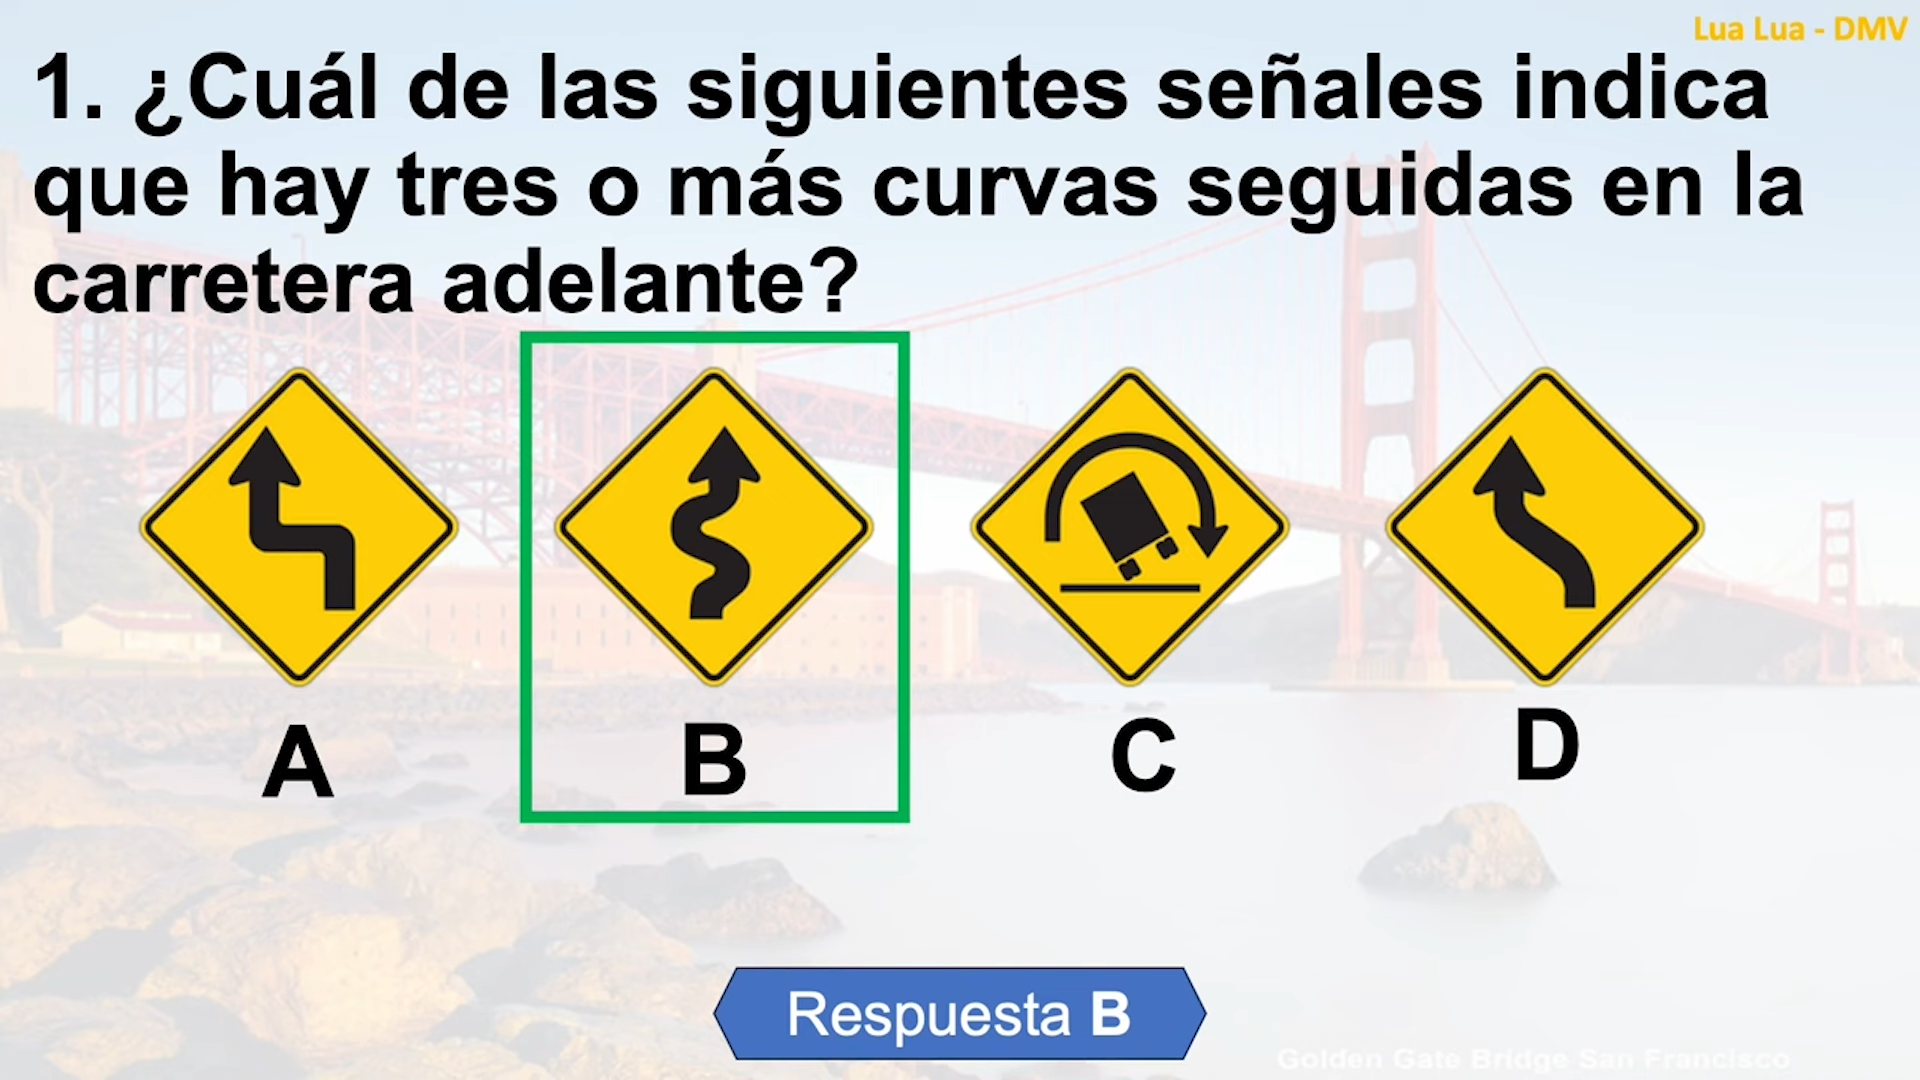 Lua Lua - DMV
1. ¿Cuál de las siguientes señales indica
que hay tres o más curvas seguidas en la
carretera adelante?
A
B
C
D
Respuesta B
Golden Gate Bridge San Francisco